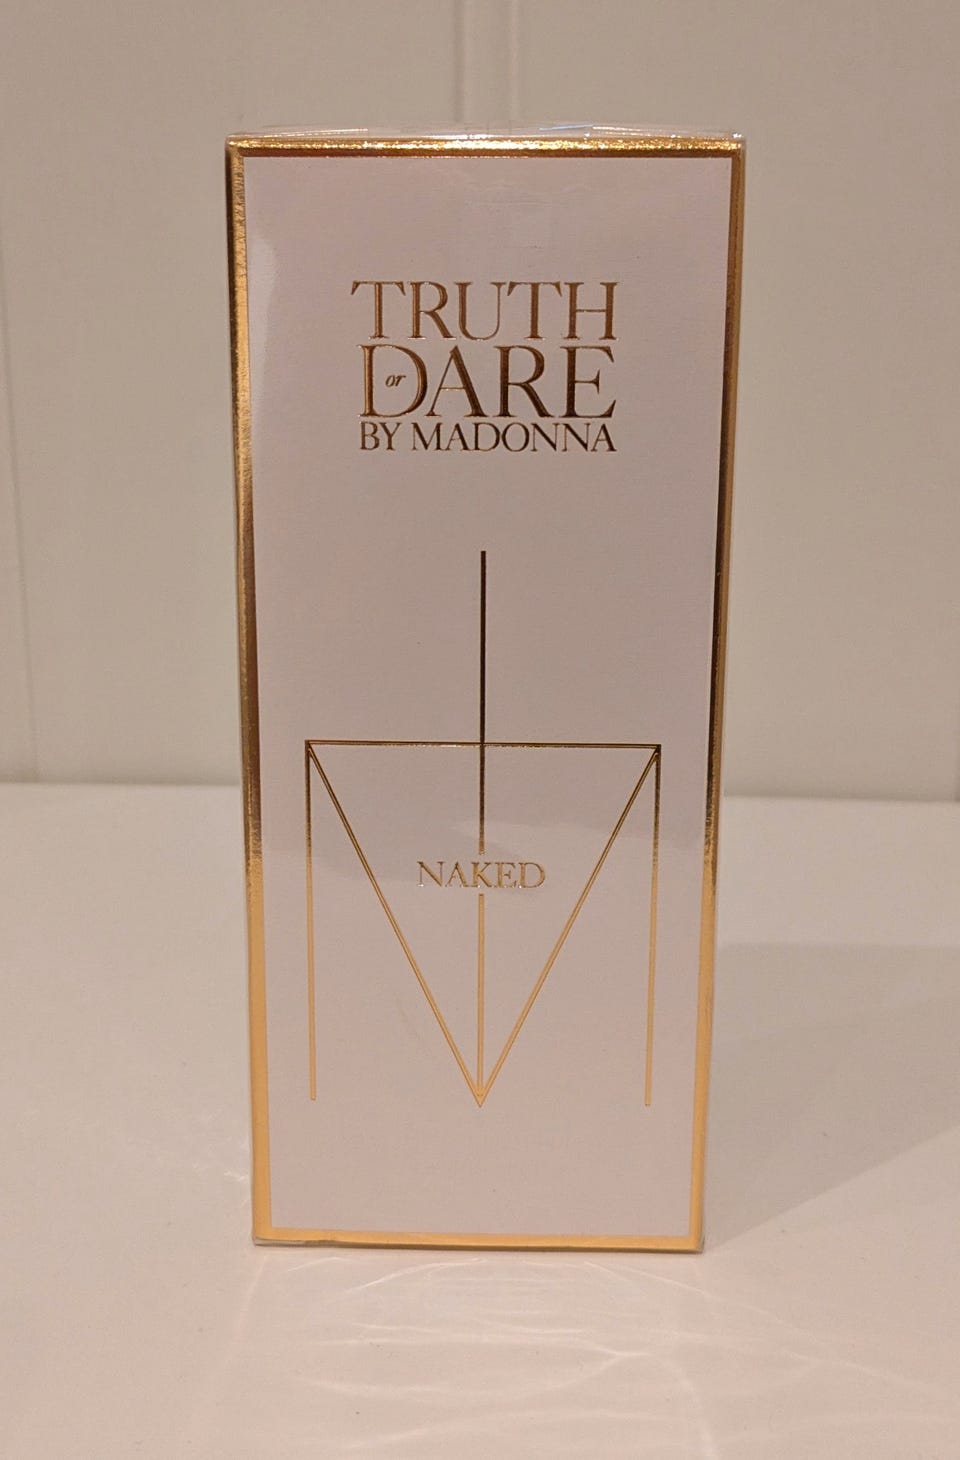 TRUTH
or DARE
BY MADONNA
NAKED